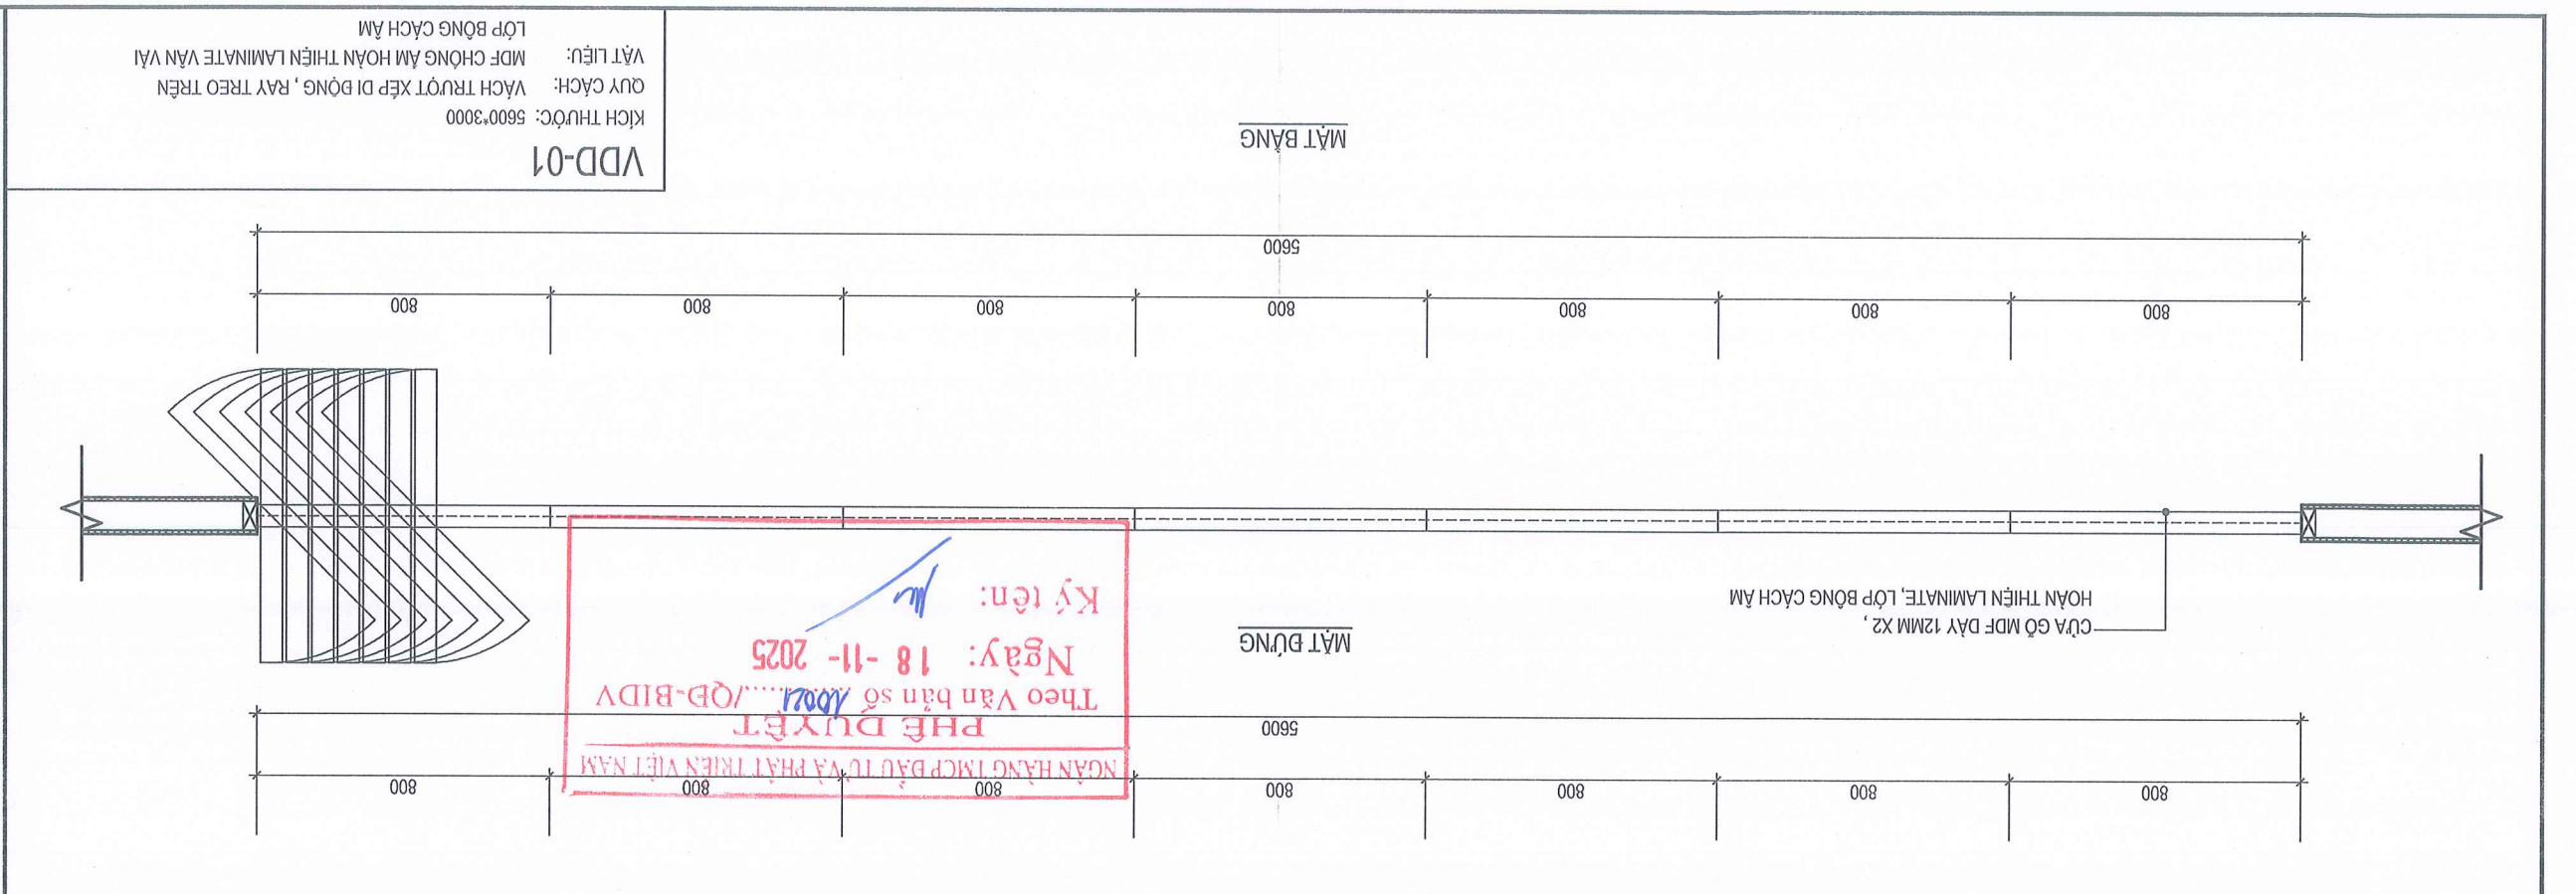 800 800 800 800 800 800 800
5600
NGÂN HÀNG TMCP ĐẦU TƯ VÀ PHÁT TRIỂN VIỆT NAM
PHÊ DUYỆT
Theo Văn bản số 10021 /QĐ-BIDV
Ngày: 18 -11- 2025
Ký tên:
MẶT ĐỨNG
CỬA GỖ MDF DÀY 12MM X2 ,
HOÀN THIỆN LAMINATE, LỚP BÔNG CÁCH ÂM
800 800 800 800 800 800 800
5600
MẶT BẰNG
VDD-01
KÍCH THƯỚC: 5600*3000
QUY CÁCH: VÁCH TRƯỢT XẾP DI ĐỘNG , RAY TREO TRÊN
VẬT LIỆU: MDF CHỐNG ẨM HOÀN THIỆN LAMINATE VÂN VẢI
LỚP BÔNG CÁCH ÂM